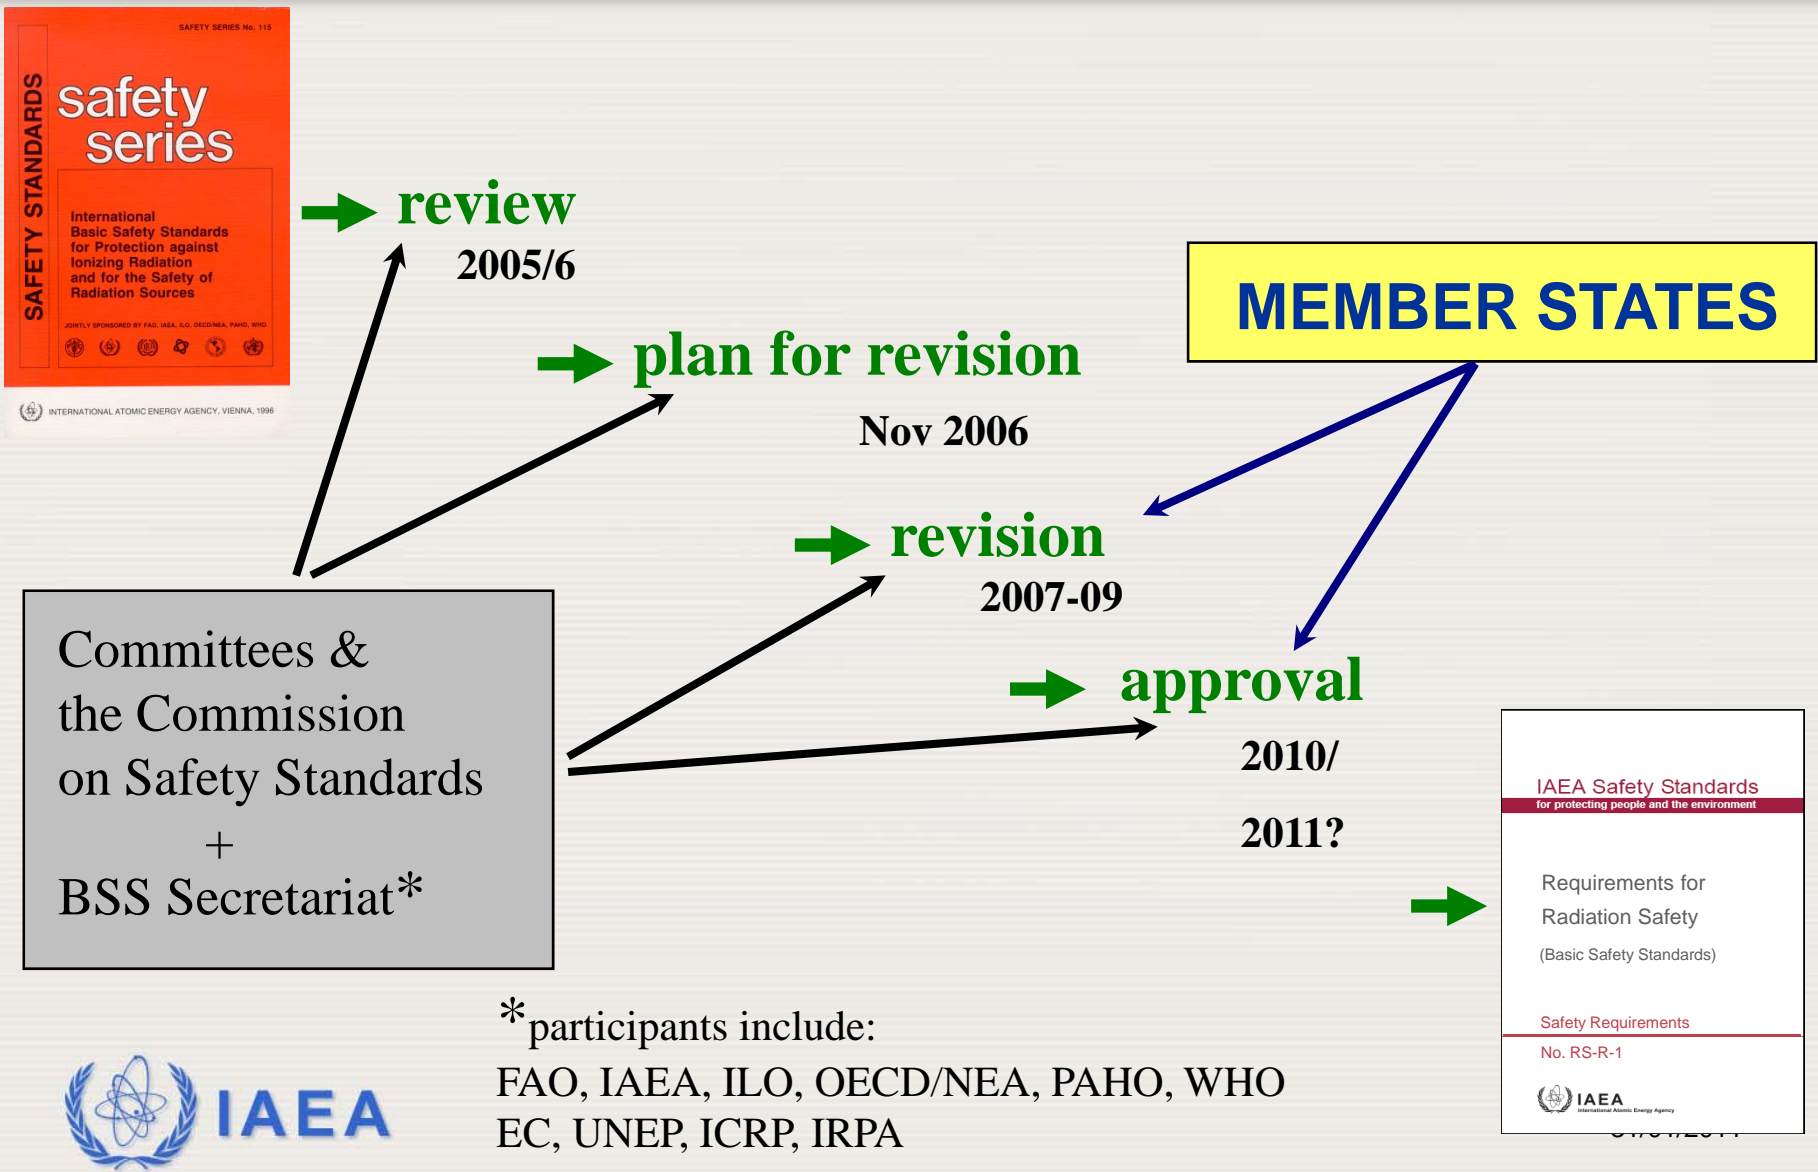 SAFETY SERIES No. 115
SAFETY STANDARDS
safety
series
International
Basic Safety Standards
for Protection against
Ionizing Radiation
and for the Safety of
Radiation Sources
JOINTLY SPONSORED BY FAO, IAEA, ILO, OECD/NEA, PAHO, WHO
INTERNATIONAL ATOMIC ENERGY AGENCY, VIENNA, 1996
review
2005/6
MEMBER STATES
plan for revision
Nov 2006
revision
2007-09
approval
2010/
2011?
Committees &
the Commission
on Safety Standards
+
BSS Secretariat*
IAEA Safety Standards
for protecting people and the environment
Requirements for
Radiation Safety
(Basic Safety Standards)
Safety Requirements
No. RS-R-1
IAEA
International Atomic Energy Agency
*participants include:
FAO, IAEA, ILO, OECD/NEA, PAHO, WHO
EC, UNEP, ICRP, IRPA
IAEA